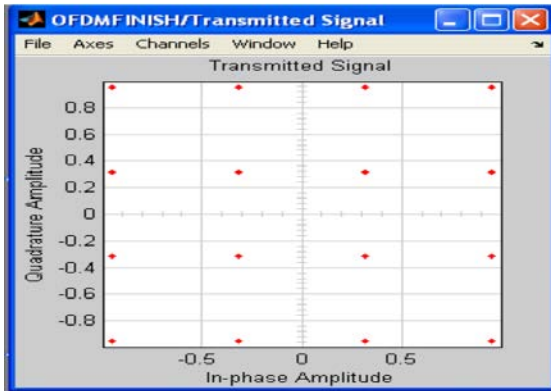 OFDMFINISH/Transmitted Signal
File Axes Channels Window Help
Transmitted Signal
Quadrature Amplitude
0.8
0.6
0.4
0.2
0
-0.2
-0.4
-0.6
-0.8
-0.5 0 0.5
In-phase Amplitude